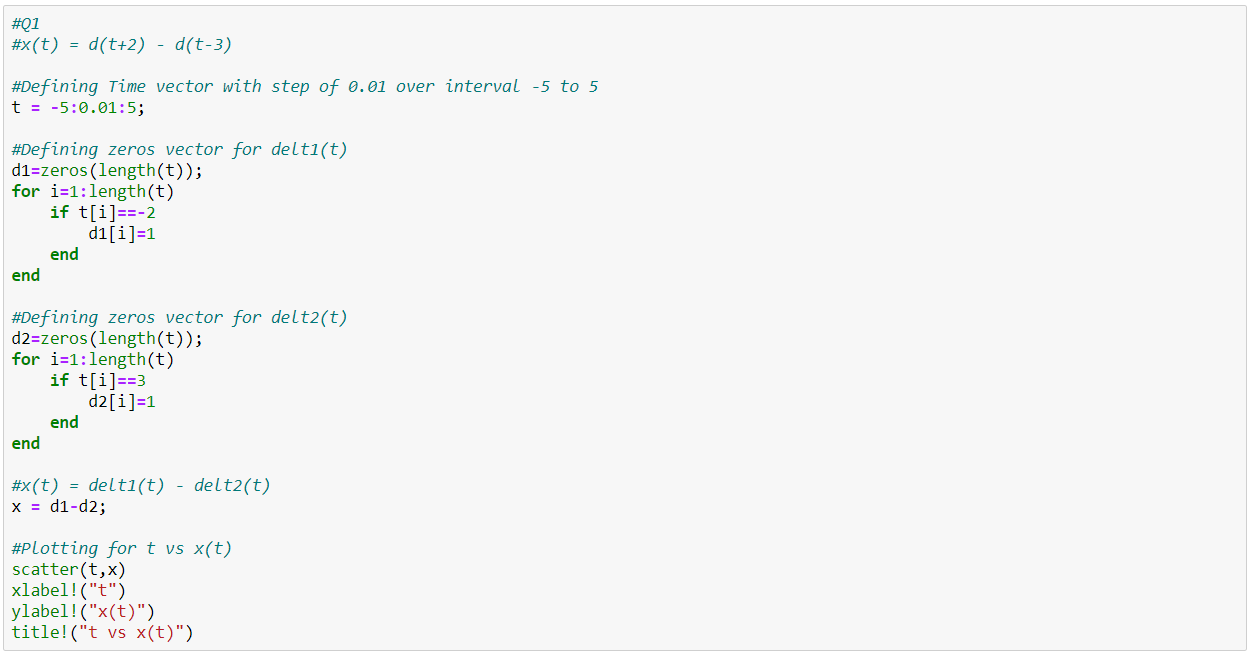 #Q1
#x(t) = d(t+2) - d(t-3)
#Defining Time vector with step of 0.01 over interval -5 to 5
t = -5:0.01:5;
#Defining zeros vector for delt1(t)
d1=zeros(length(t));
for i=1:length(t)
    if t[i]==-2
        d1[i]=1
    end
end
#Defining zeros vector for delt2(t)
d2=zeros(length(t));
for i=1:length(t)
    if t[i]==3
        d2[i]=1
    end
end
#x(t) = delt1(t) - delt2(t)
x = d1-d2;
#Plotting for t vs x(t)
scatter(t,x)
xlabel!("t")
ylabel!("x(t)")
title!("t vs x(t)")